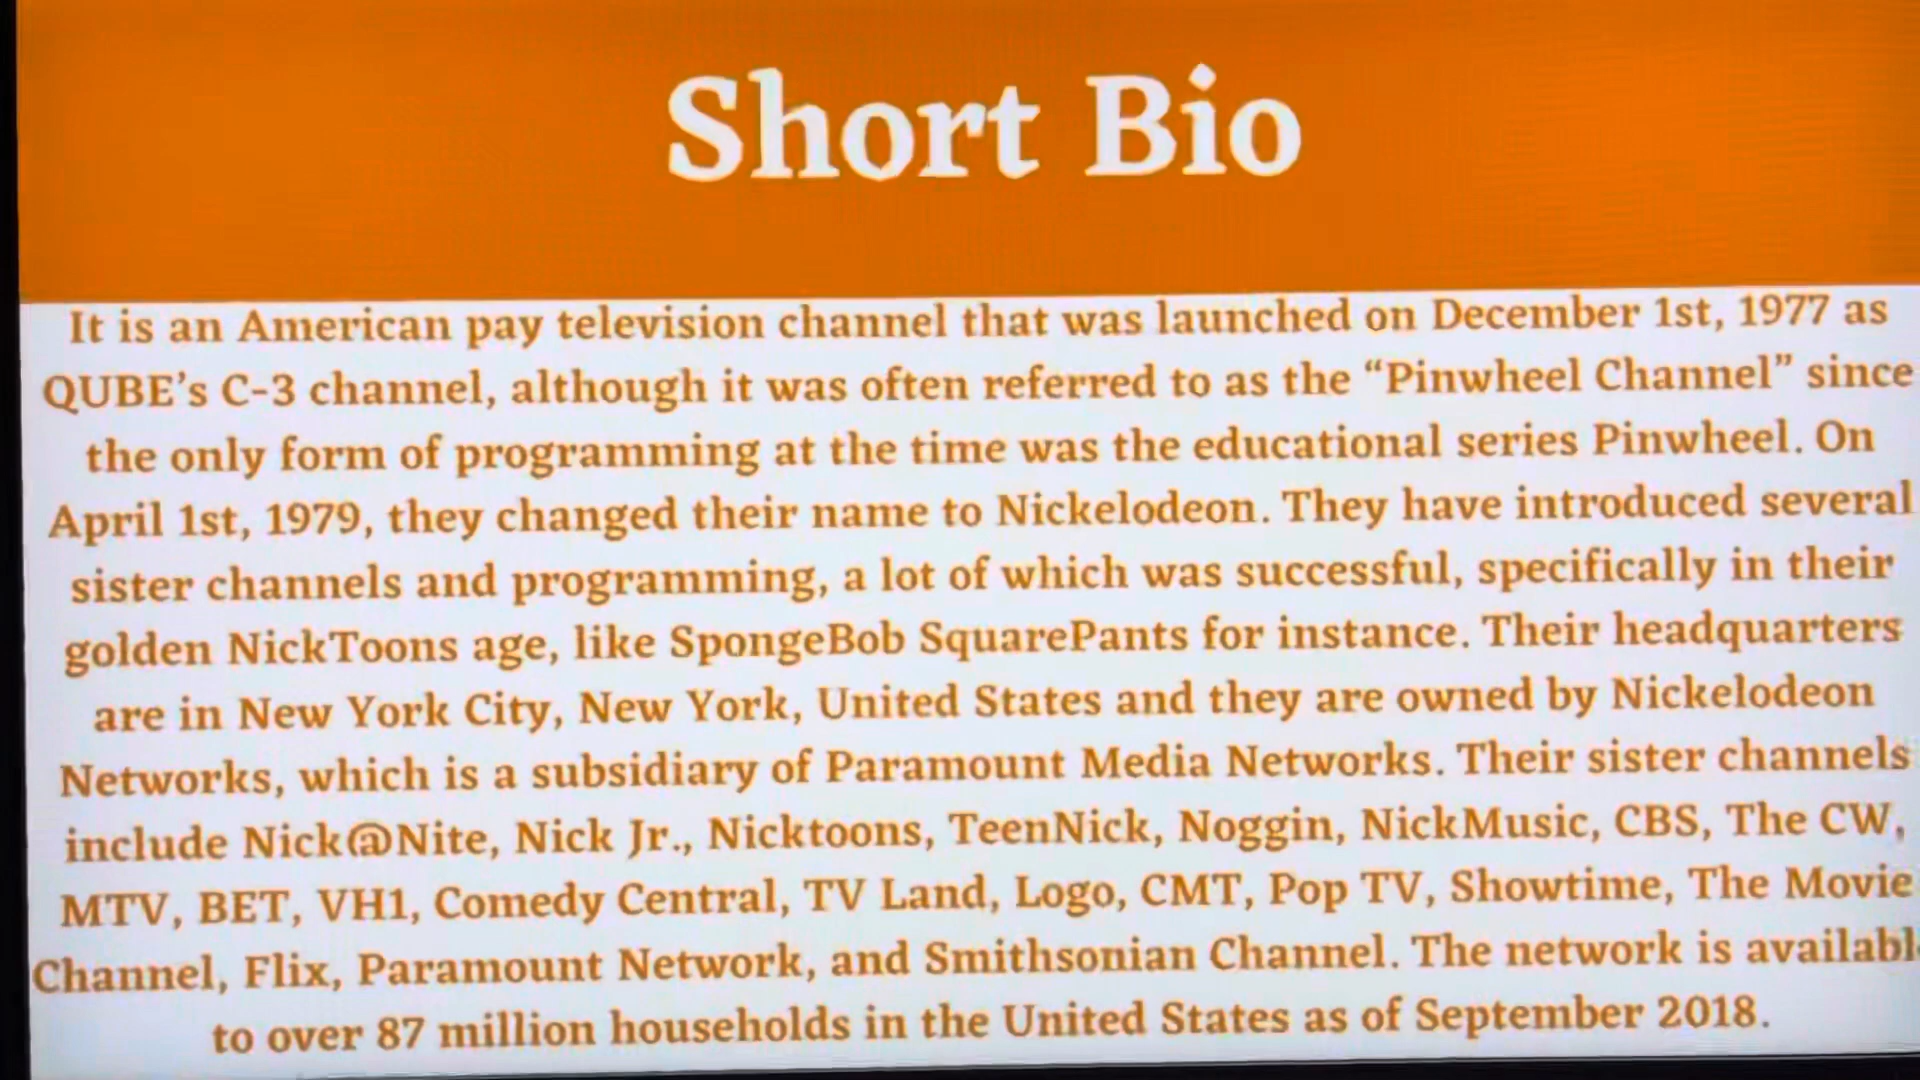 Short Bio
It is an American pay television channel that was launched on December 1st, 1977 as
QUBE’s C-3 channel, although it was often referred to as the “Pinwheel Channel” since
the only form of programming at the time was the educational series Pinwheel. On
April 1st, 1979, they changed their name to Nickelodeon. They have introduced several
sister channels and programming, a lot of which was successful, specifically in their
golden NickToons age, like SpongeBob SquarePants for instance. Their headquarters
are in New York City, New York, United States and they are owned by Nickelodeon
Networks, which is a subsidiary of Paramount Media Networks. Their sister channels
include Nick@Nite, Nick Jr., Nicktoons, TeenNick, Noggin, NickMusic, CBS, The CW,
MTV, BET, VH1, Comedy Central, TV Land, Logo, CMT, Pop TV, Showtime, The Movie
Channel, Flix, Paramount Network, and Smithsonian Channel. The network is availabl
to over 87 million households in the United States as of September 2018.